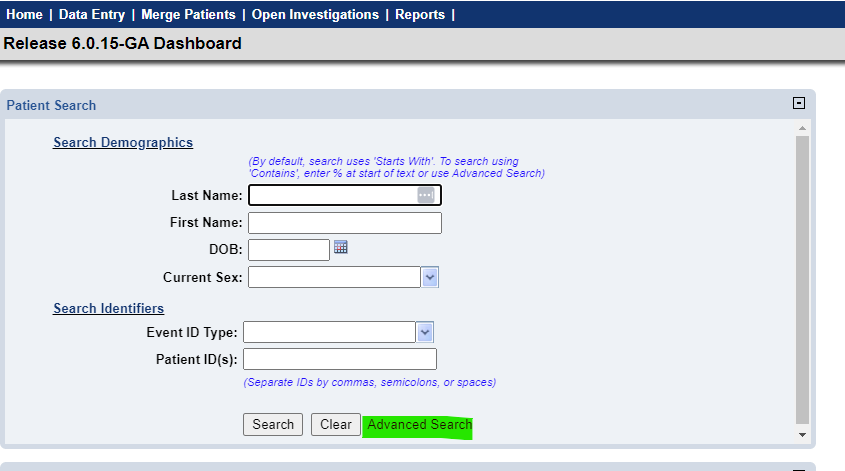 Home | Data Entry | Merge Patients | Open Investigations | Reports |
Release 6.0.15-GA Dashboard
Patient Search
Search Demographics
(By default, search uses 'Starts With'. To search using
'Contains', enter % at start of text or use Advanced Search)
Last Name:
First Name:
DOB:
Current Sex:
Search Identifiers
Event ID Type:
Patient ID(s):
(Separate IDs by commas, semicolons, or spaces)
Search Clear Advanced Search